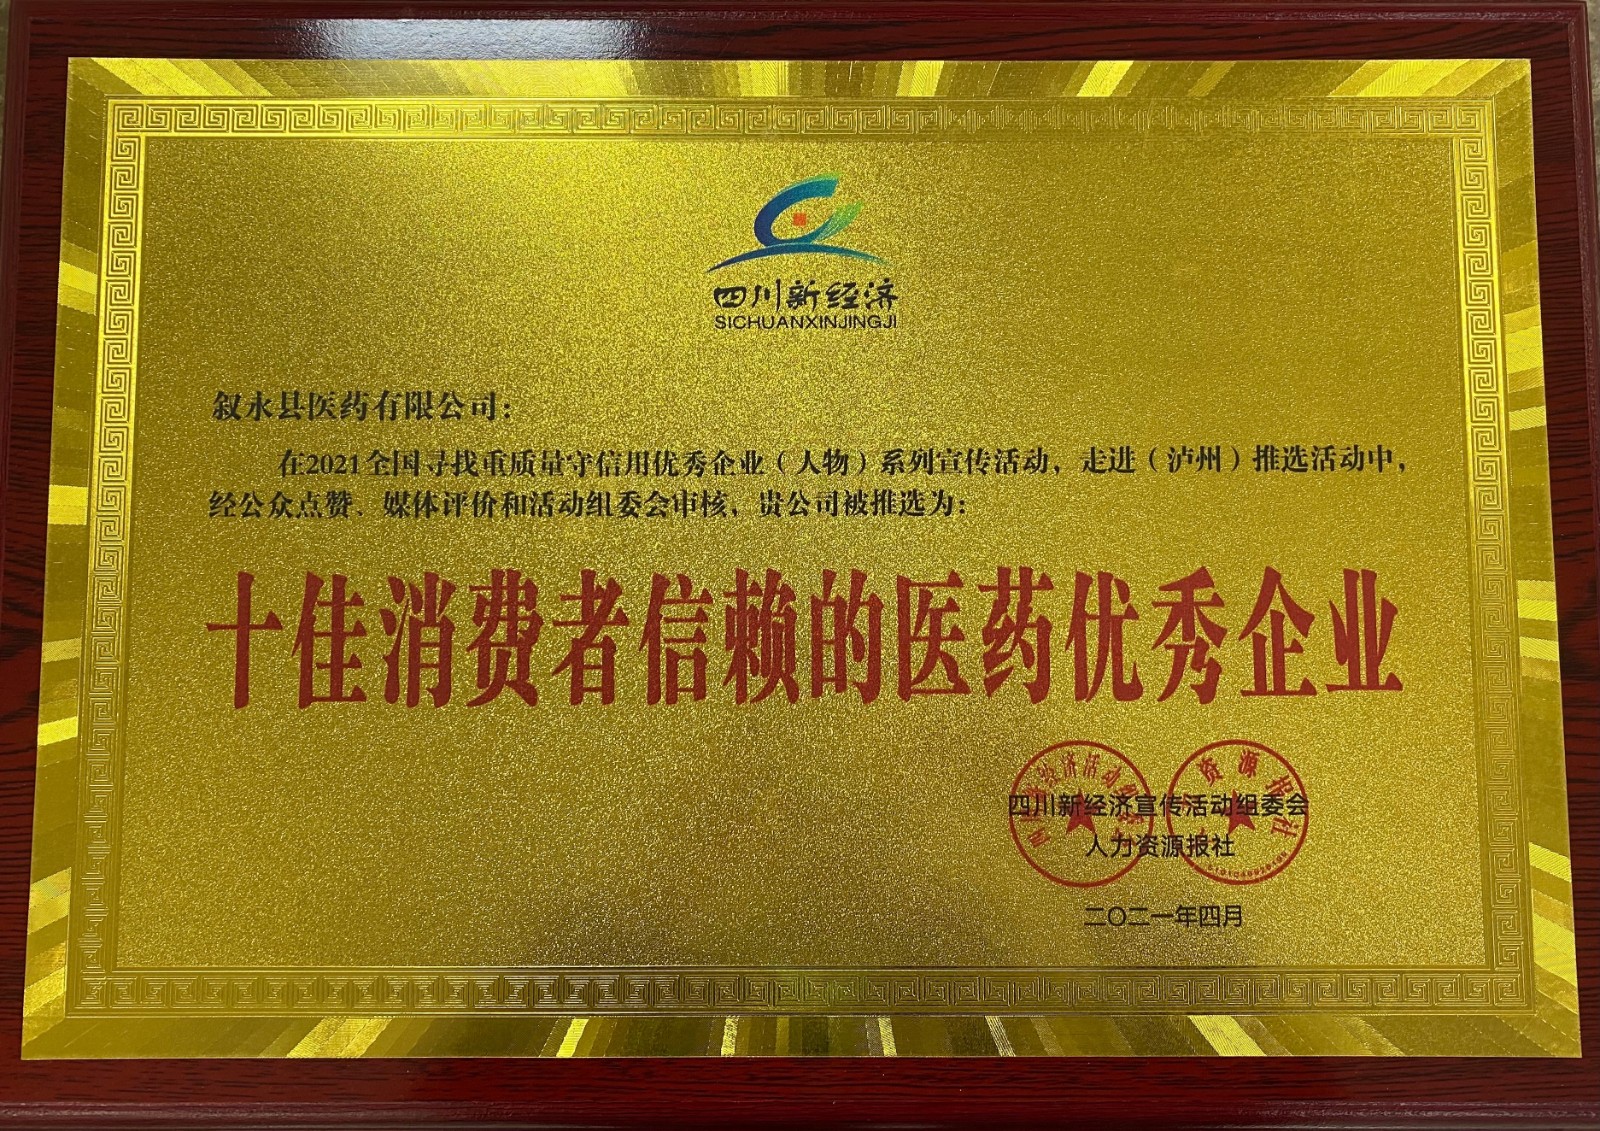 四川新经济
SICHUANXINJINGJI
叙永县医药有限公司：
在2021全国寻找重质量守信用优秀企业（人物）系列宣传活动，走进（泸州）推选活动中，
经公众点赞、媒体评价和活动组委会审核，贵公司被推选为：
十佳消费者信赖的医药优秀企业
四川新经济宣传活动组委会
人力资源报社
二〇二一年四月